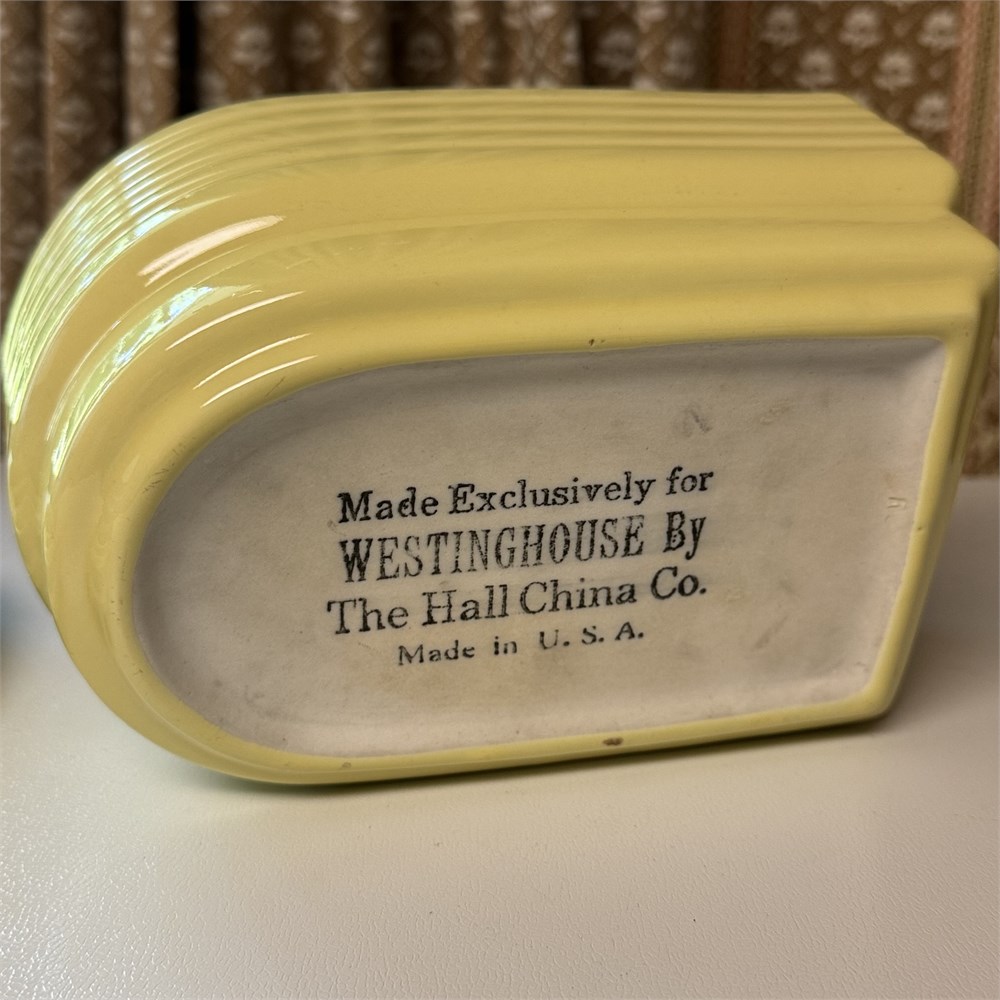 Made Exclusively for
WESTINGHOUSE By
The Hall China Co.
Made in U. S. A.